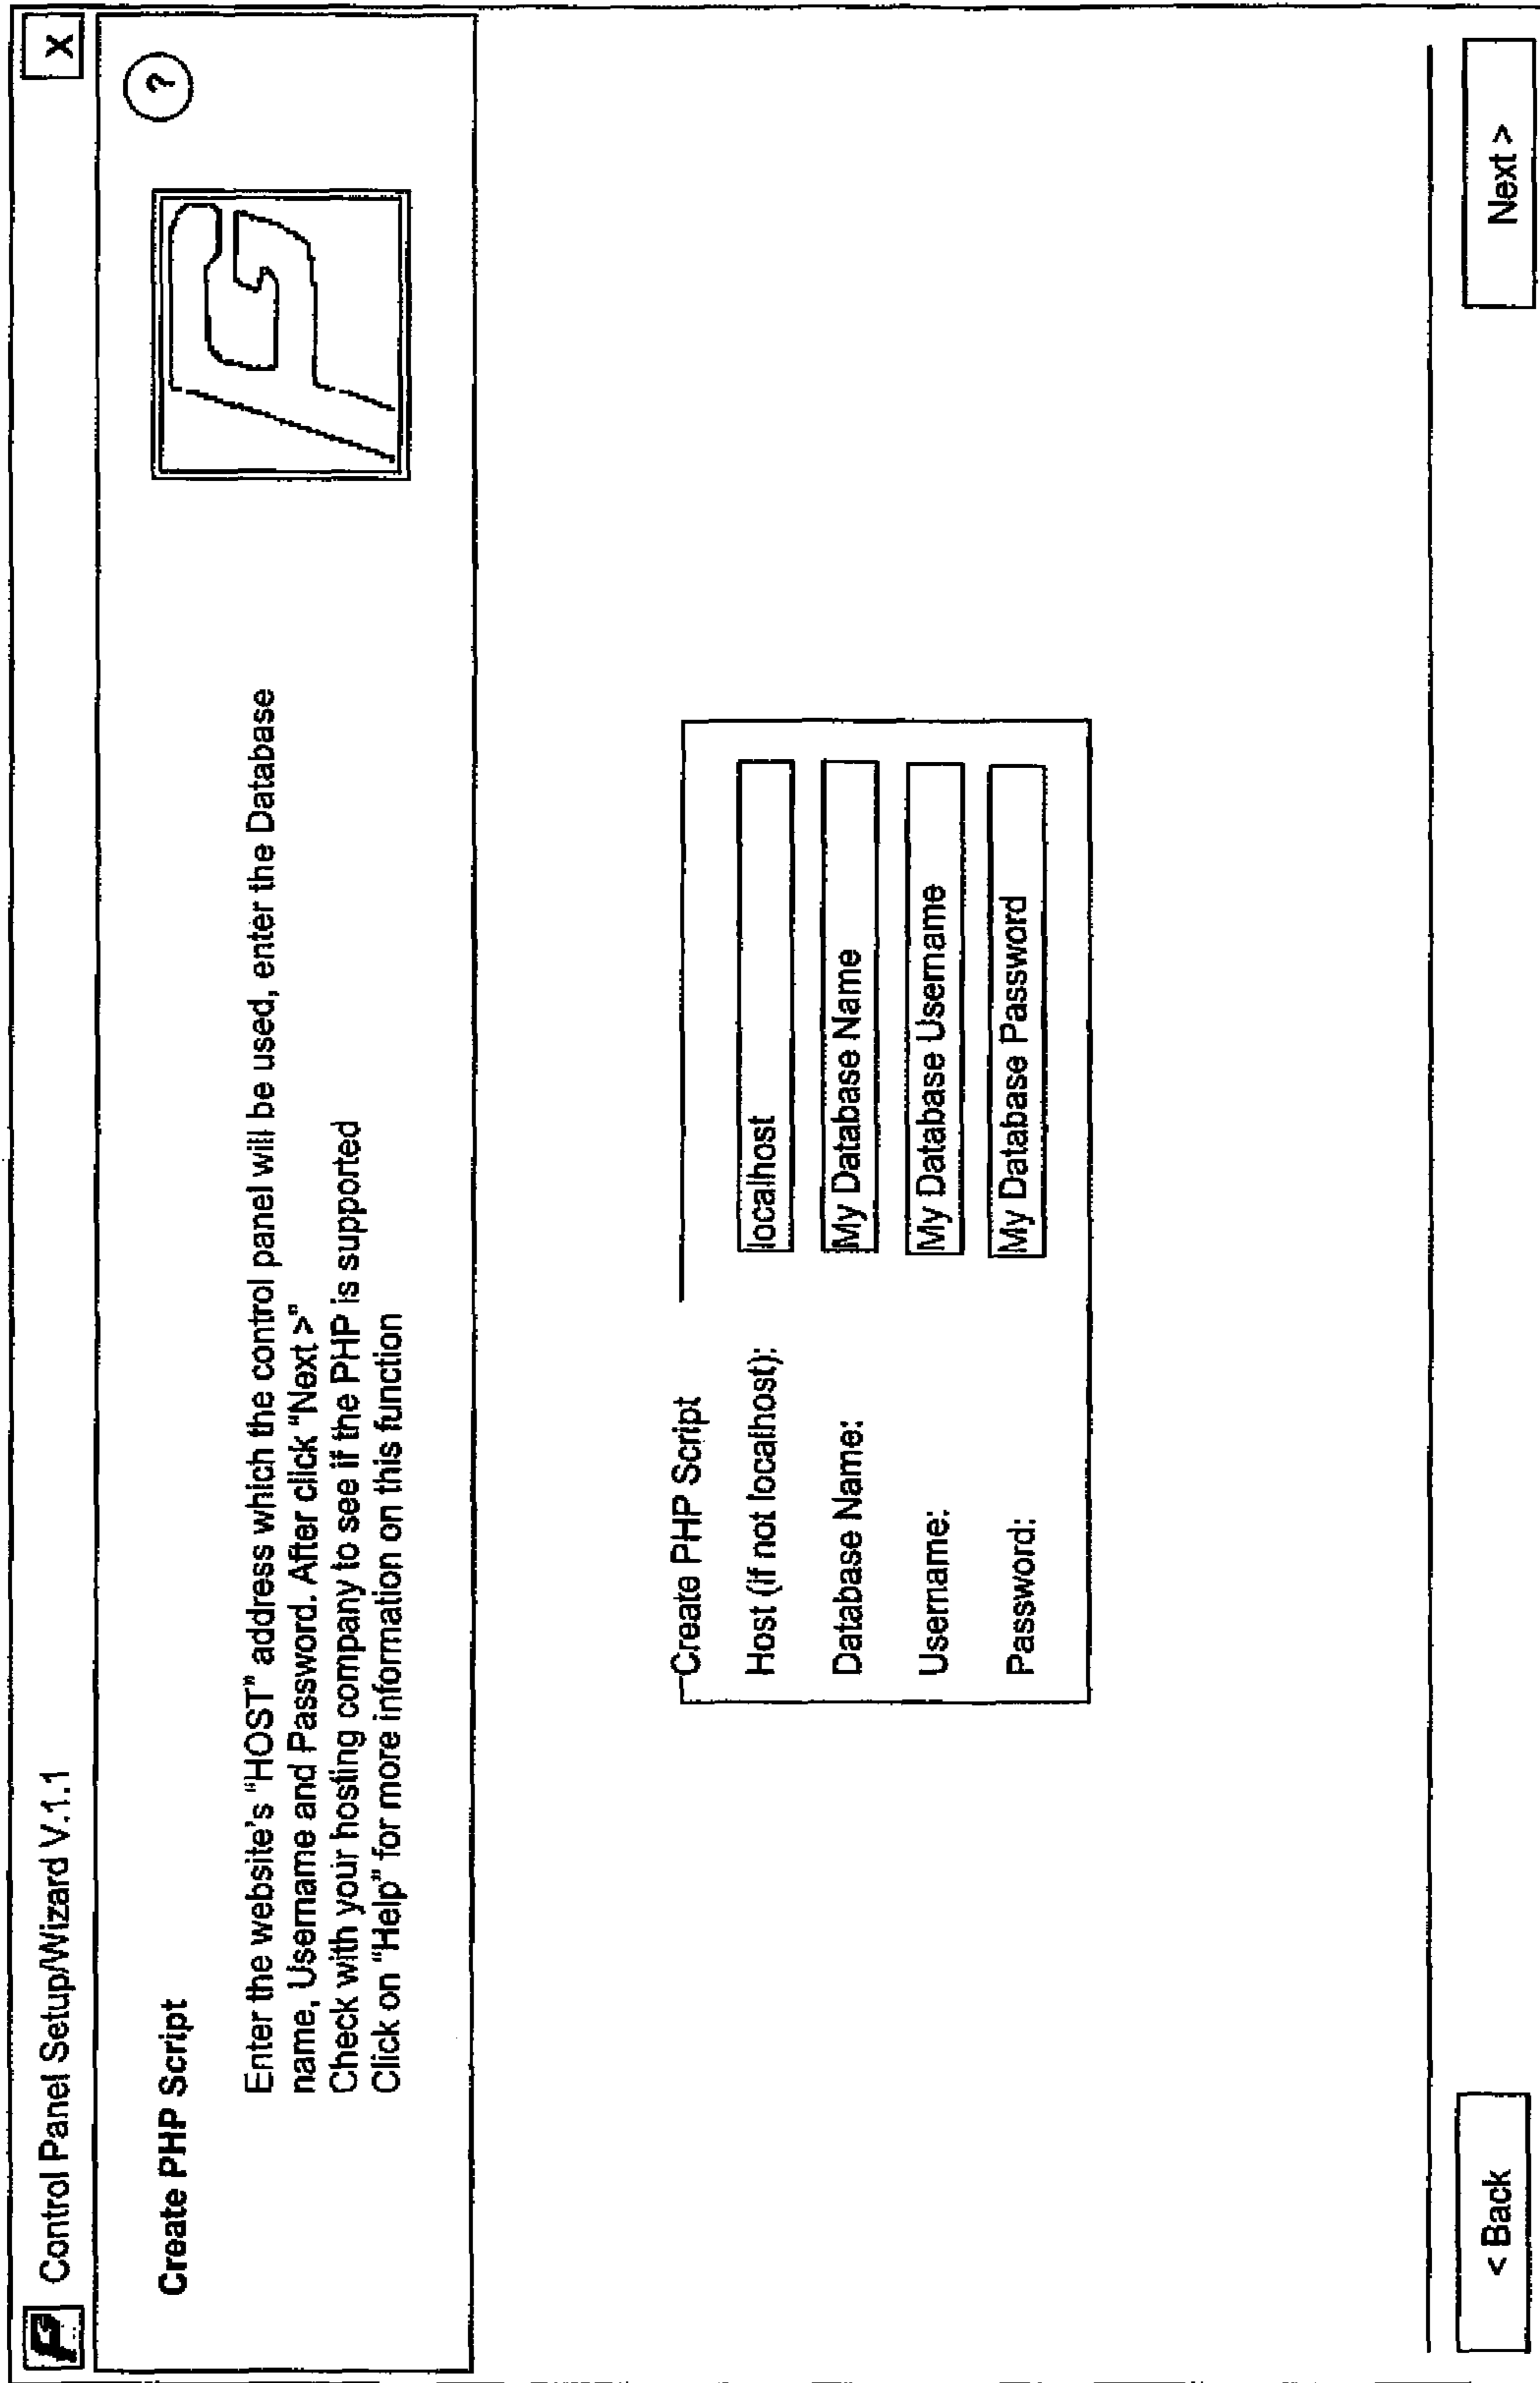 Control Panel Setup/Wizard V.1.1
X
Create PHP Script
?
Enter the website's "HOST" address which the control panel will be used, enter the Database
name, Username and Password. After click "Next >"
Check with your hosting company to see if the PHP is supported
Click on "Help" for more information on this function
Create PHP Script
Host (if not localhost): localhost
Database Name: My Database Name
Username: My Database Username
Password: My Database Password
< Back Next >